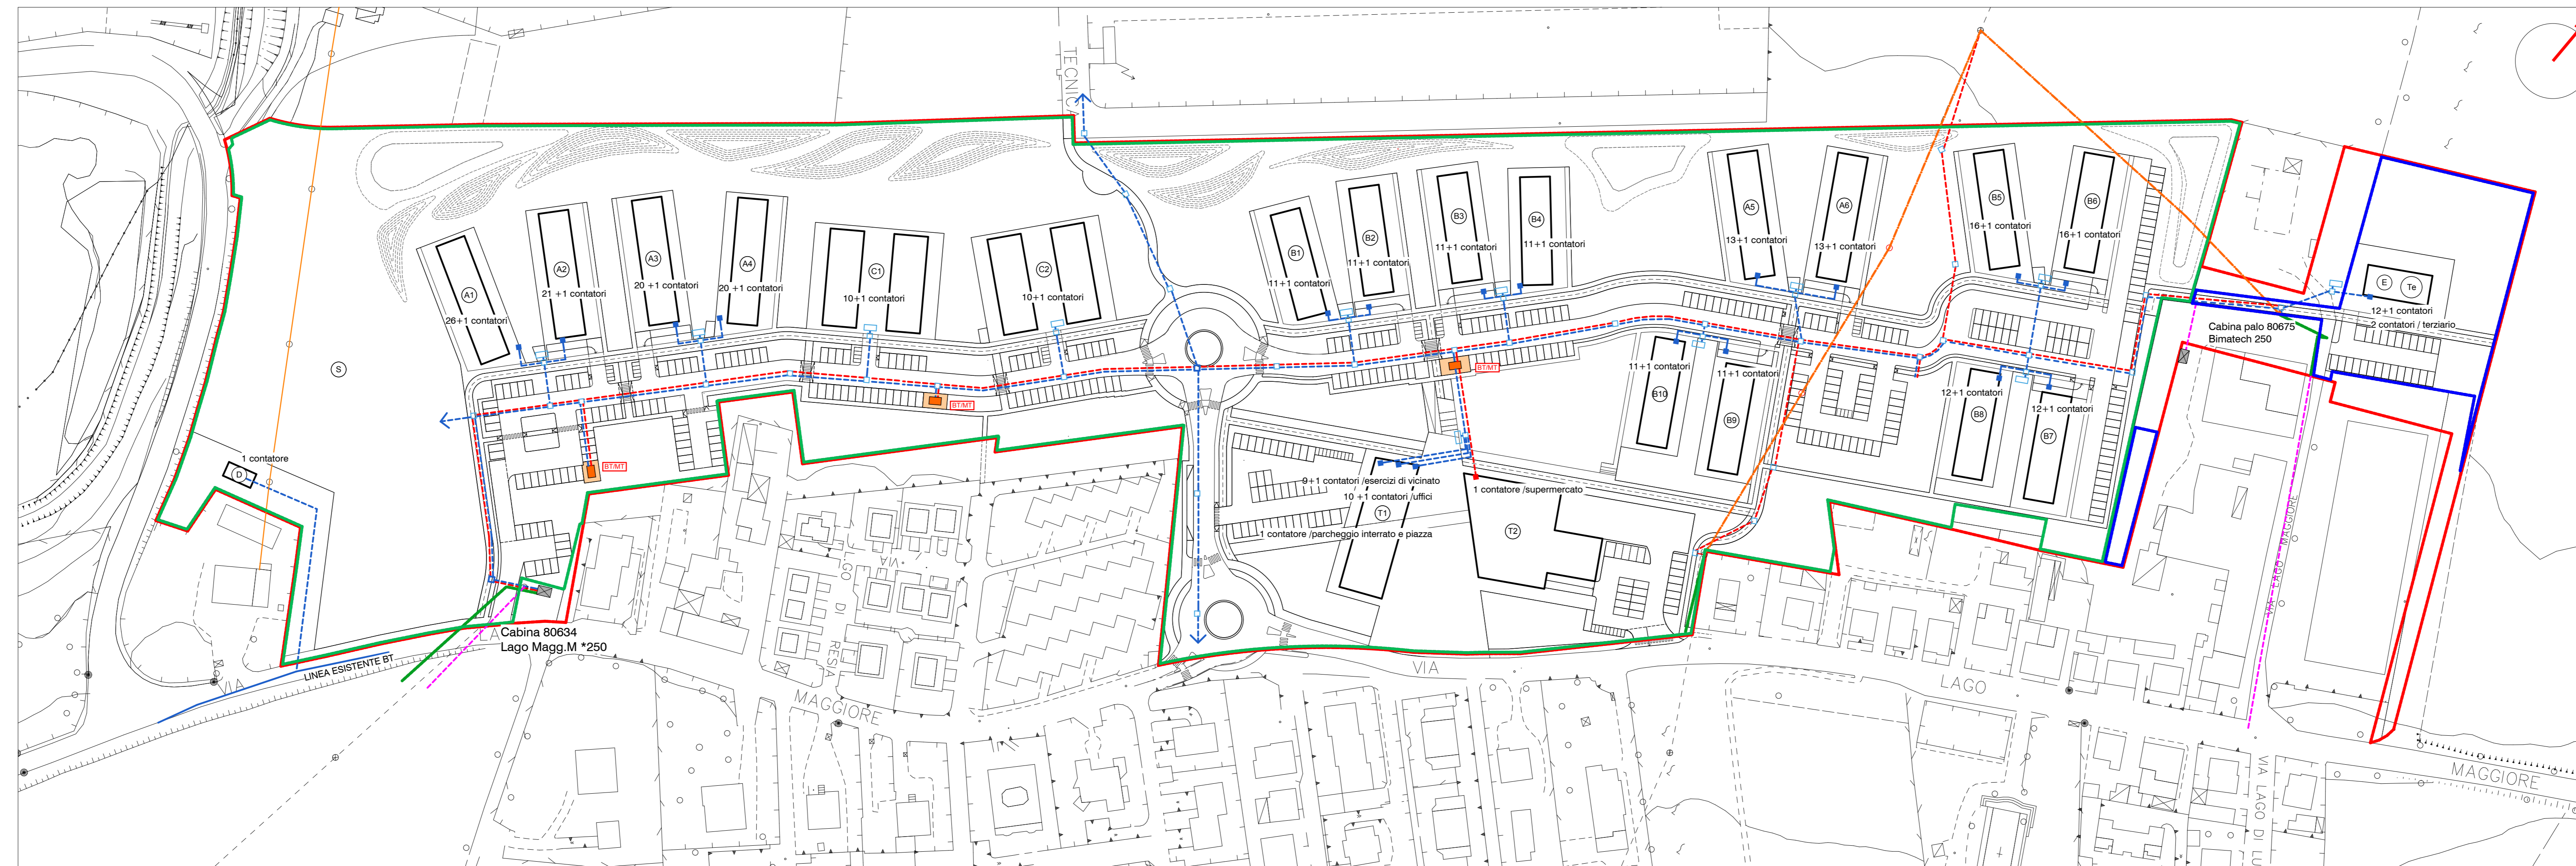 TECNIC
A1
26+1 contatori
A2
21 +1 contatori
A3
20 +1 contatori
A4
20 +1 contatori
C1
10+1 contatori
C2
10+1 contatori
B1
11+1 contatori
B2
11+1 contatori
B3
11+1 contatori
B4
11+1 contatori
A5
13+1 contatori
A6
13+1 contatori
B5
16+1 contatori
B6
16+1 contatori
E
Te
12+1 contatori
2 contatori / terziario
Cabina palo 80675
Bimatech 250
S
D
1 contatore
BT/MT
BT/MT
BT/MT
B10
11+1 contatori
B9
11+1 contatori
B8
12+1 contatori
B7
12+1 contatori
9+1 contatori /esercizi di vicinato
10 +1 contatori /uffici
T1
1 contatore /parcheggio interrato e piazza
1 contatore /supermercato
T2
Cabina 80634
Lago Magg.M *250
LINEA ESISTENTE BT
VIA
LA
VIA
LAGO
MAGGIORE
VIA
LAGO
MAGGIORE
VIA LAGO MAGGIORE
VIA LAGO DI LU